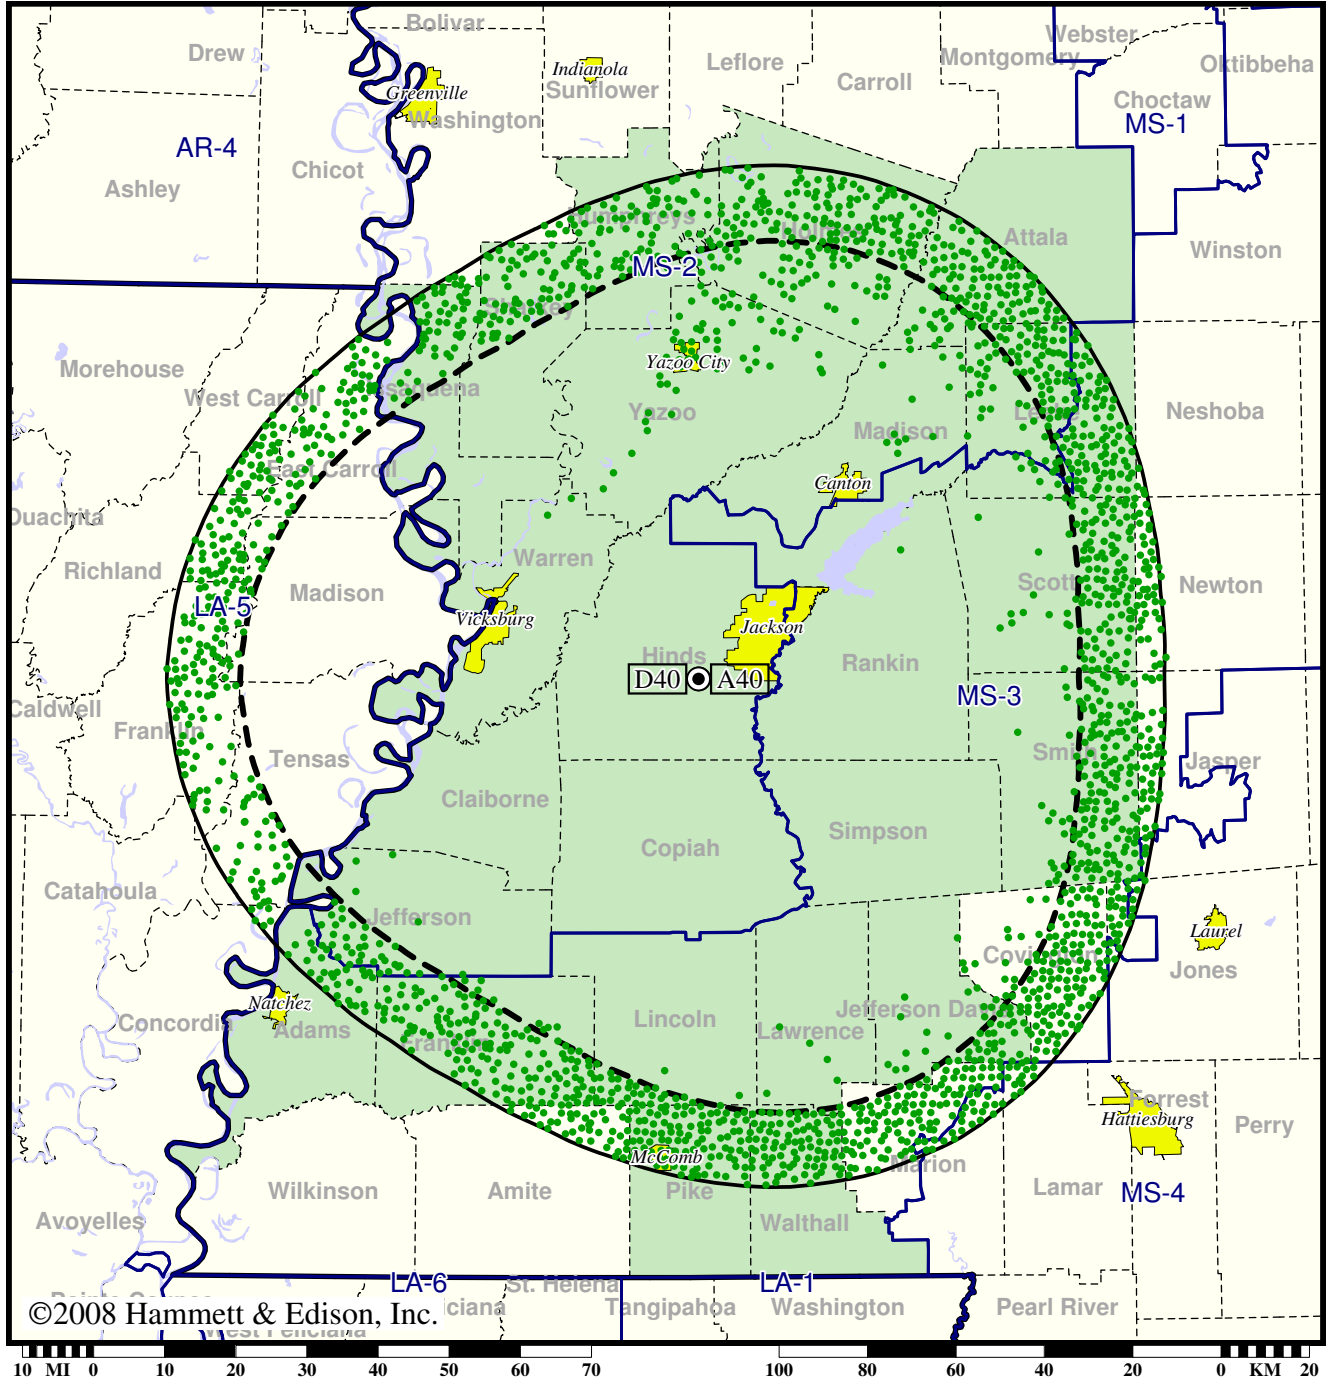 Bolivar
Webster
Drew
Leflore
Montgomery
Oktibbeha
Indianola
Carroll
Greenville
Sunflower
Choctaw
Washington
MS-1
AR-4
Chicot
Ashley
Humphreys
Holmes
Attala
Winston
MS-2
Sharkey
Yazoo City
Morehouse
West Carroll
Issaquena
Yazoo
Leake
Neshoba
Madison
East Carroll
Canton
Ouachita
Warren
Richland
Scott
Newton
Madison
LA-5
Vicksburg
Jackson
Hinds
Rankin
D40 A40
MS-3
Caldwell
Franklin
Smith
Tensas
Jasper
Claiborne
Simpson
Copiah
Catahoula
Jefferson
Laurel
Covington
Jones
Natchez
Jefferson Davis
Concordia
Adams
Lincoln
Lawrence
Franklin
Forrest
Hattiesburg
Perry
McComb
Marion
Wilkinson
Amite
Pike
Lamar
MS-4
Avoyelles
Walthall
LA-6
St. Helena
LA-1
Tangipahoa
Washington
Pearl River
©2008 Hammett & Edison, Inc.
West Feliciana
10 MI 0 10 20 30 40 50 60 70 100 80 60 40 20 0 KM 20